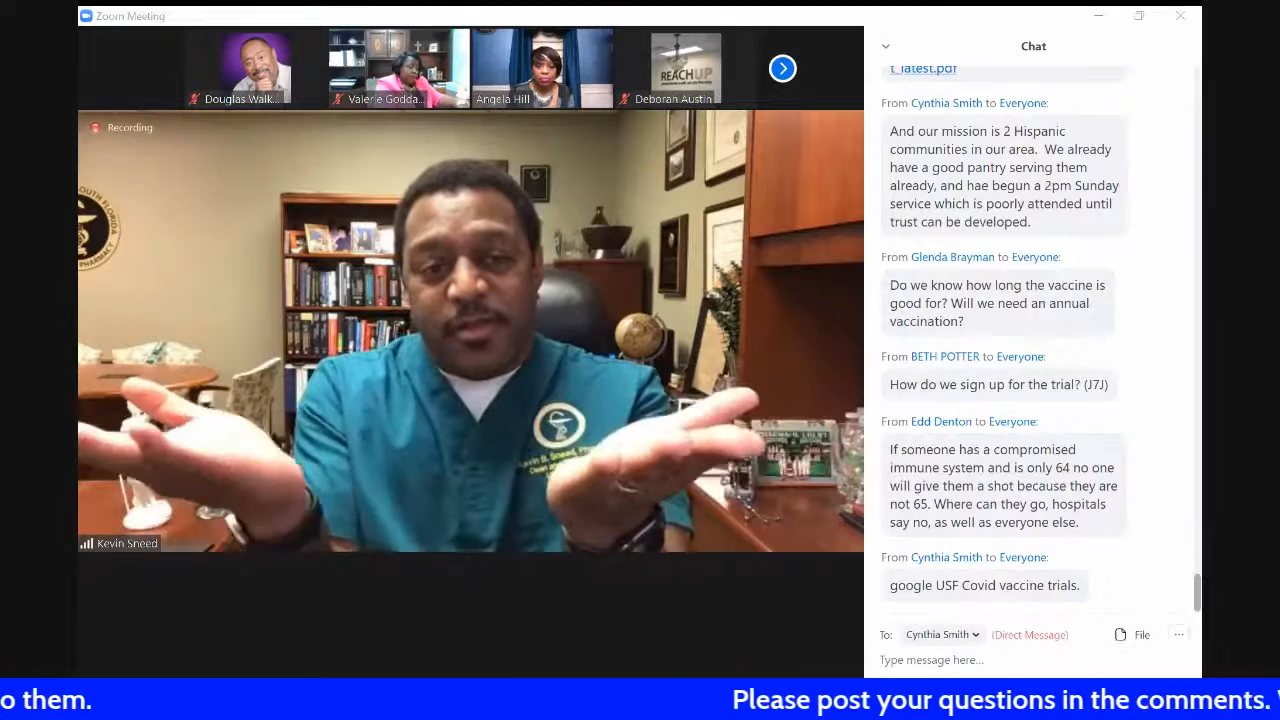 Zoom Meeting
Douglas Walk...
Valerie Godda...
Angela Hill
Deborah Austin
REACHUP
Recording
SOUTH FLORIDA
PHARMACY
Kevin Sneed
Chat
t_latest.pdf
From Cynthia Smith to Everyone:
And our mission is 2 Hispanic
communities in our area. We already
have a good pantry serving them
already, and hae begun a 2pm Sunday
service which is poorly attended until
trust can be developed.
From Glenda Brayman to Everyone:
Do we know how long the vaccine is
good for? Will we need an annual
vaccination?
From BETH POTTER to Everyone:
How do we sign up for the trial? (J7J)
From Edd Denton to Everyone:
If someone has a compromised
immune system and is only 64 no one
will give them a shot because they are
not 65. Where can they go, hospitals
say no, as well as everyone else.
From Cynthia Smith to Everyone:
google USF Covid vaccine trials.
To: Cynthia Smith (Direct Message) File ...
Type message here...
o them. Please post your questions in the comments.